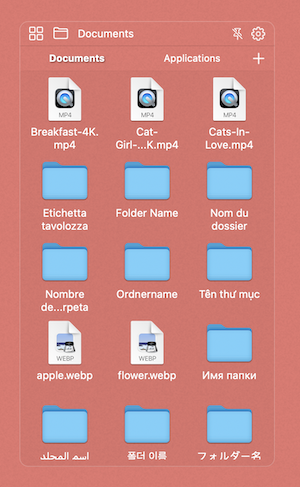 Documents
Documents
Applications
MP4
MP4
MP4
Breakfast-4K.
mp4
Cat-
Girl-...K.mp4
Cats-In-
Love.mp4
Etichetta
tavolozza
Folder Name
Nom du
dossier
Nombre
de...rpeta
Ordnername
Tên thư mục
WEBP
WEBP
apple.webp
flower.webp
Имя папки
اسم المجلد
폴더 이름
フォルダー名